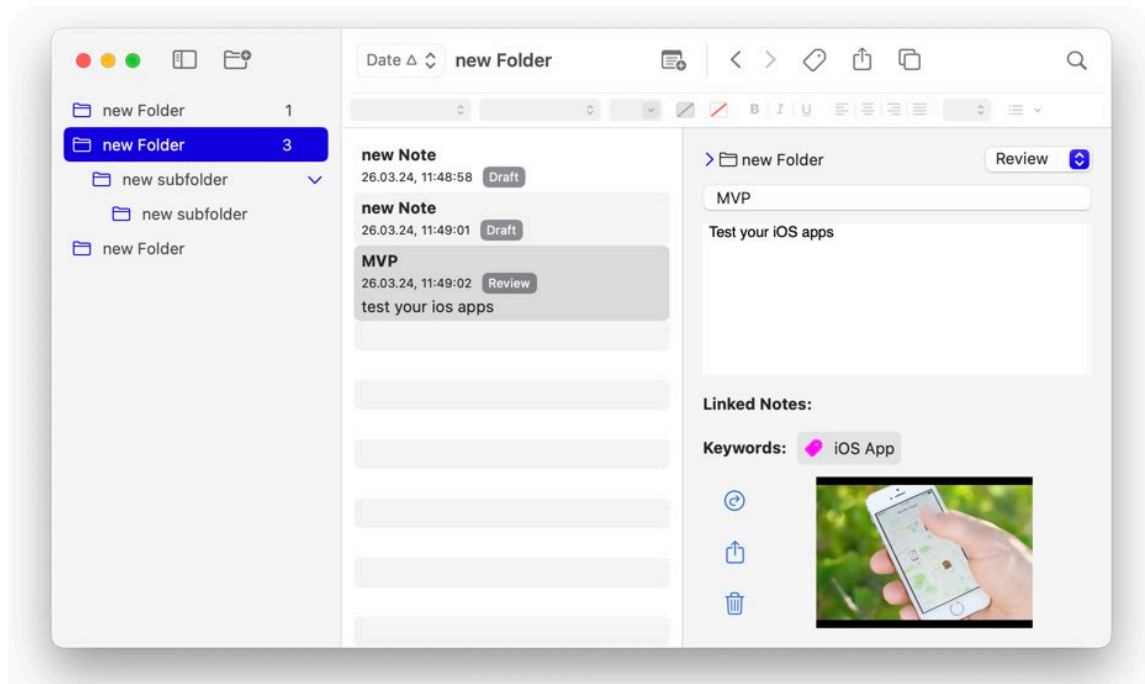 Date new Folder
new Folder 1
new Folder 3
new subfolder
new subfolder
new Folder
B I U
new Note
26.03.24, 11:48:58 Draft
new Note
26.03.24, 11:49:01 Draft
MVP
26.03.24, 11:49:02 Review
test your ios apps
new Folder Review
MVP
Test your iOS apps
Linked Notes:
Keywords: iOS App